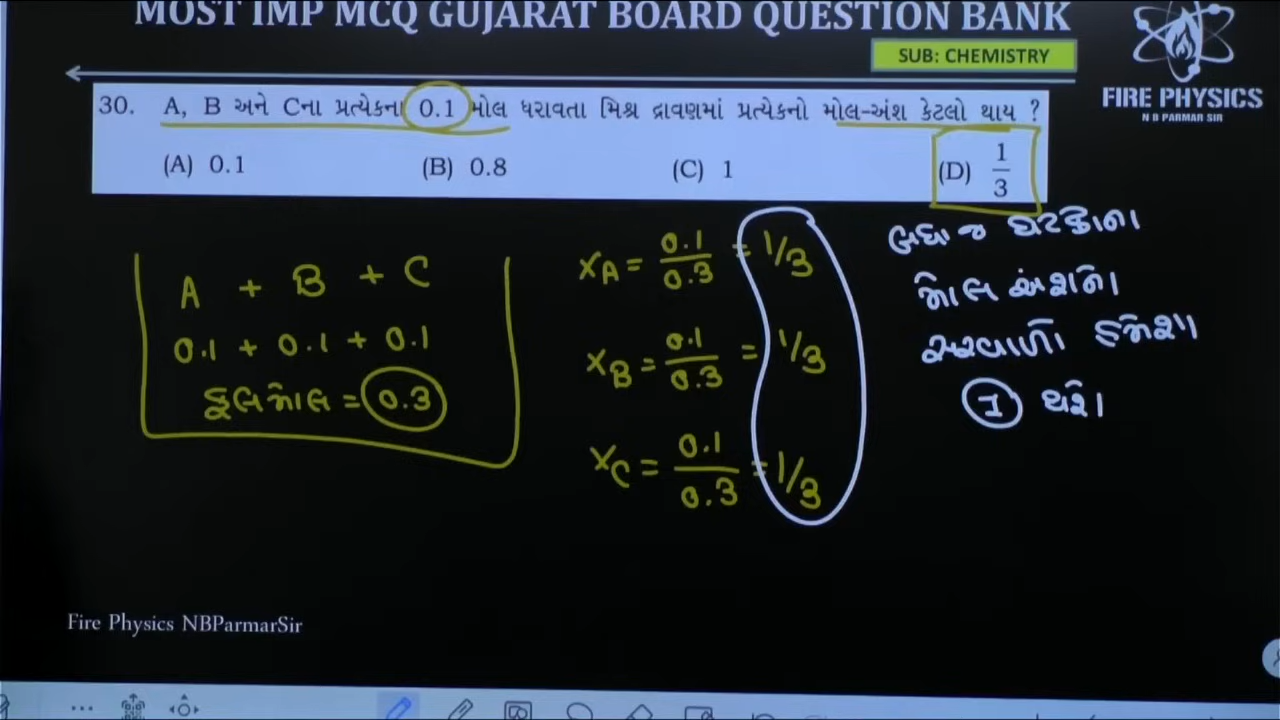 MOST IMP MCQ GUJARAT BOARD QUESTION BANK
SUB: CHEMISTRY
FIRE PHYSICS
N B PARMAR SIR
30. A, B અને Cના પ્રત્યેકના 0.1 મોલ ધરાવતા મિશ્ર દ્રાવણમાં પ્રત્યેકનો મોલ-અંશ કેટલો થાય ?
(A) 0.1 (B) 0.8 (C) 1 (D) 1/3
A + B + C
0.1 + 0.1 + 0.1
કુલમોલ = 0.3
xA = 0.1/0.3 = 1/3
xB = 0.1/0.3 = 1/3
xC = 0.1/0.3 = 1/3
બધા જ ઘટકોના
મોલ અંશનો
સરવાળો હંમેશા
1 થશે
Fire Physics NBParmarSir